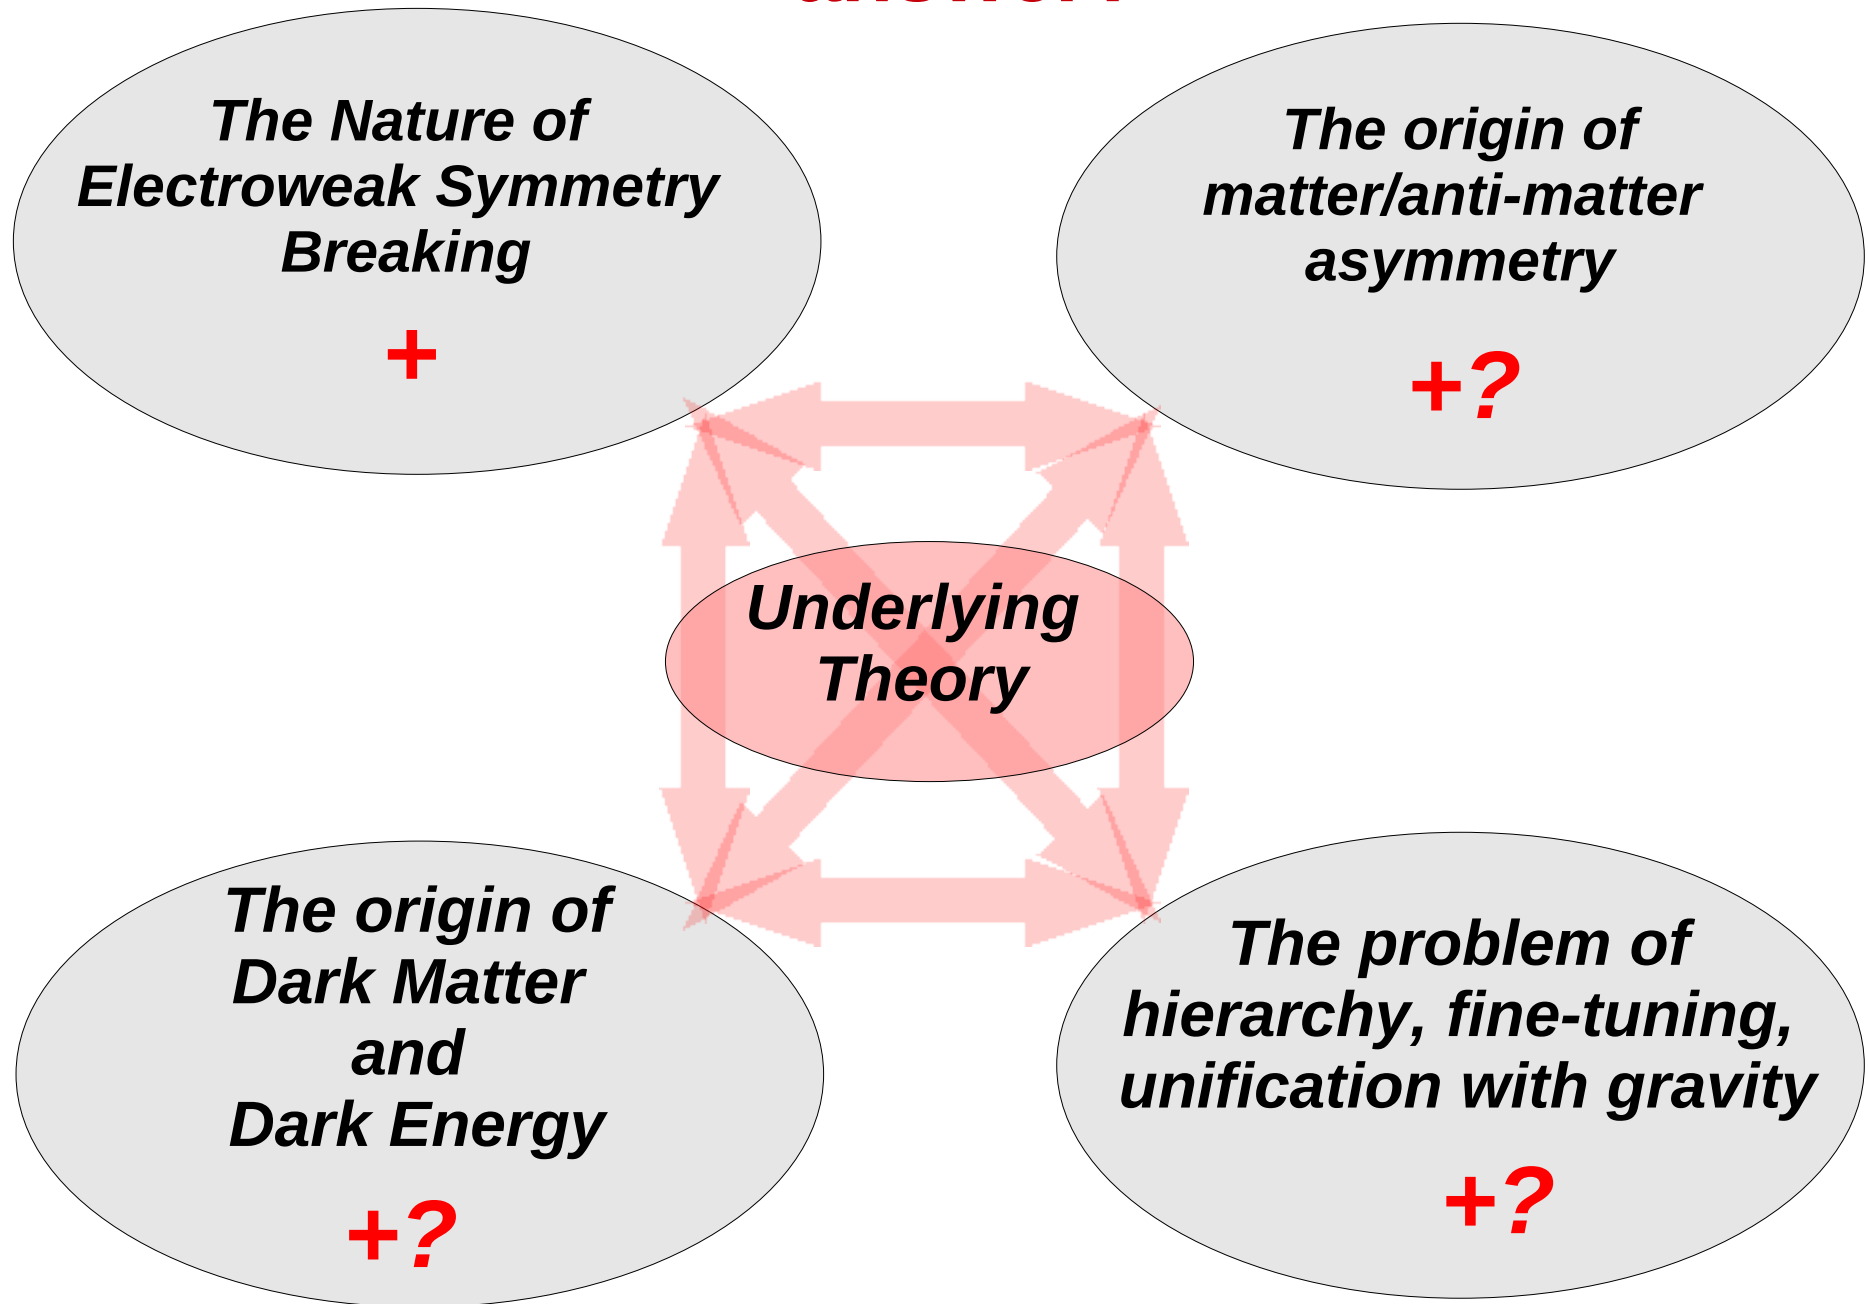 The Nature of
Electroweak Symmetry
Breaking
+
The origin of
matter/anti-matter
asymmetry
+?
Underlying
Theory
The origin of
Dark Matter
and
Dark Energy
+?
The problem of
hierarchy, fine-tuning,
unification with gravity
+?